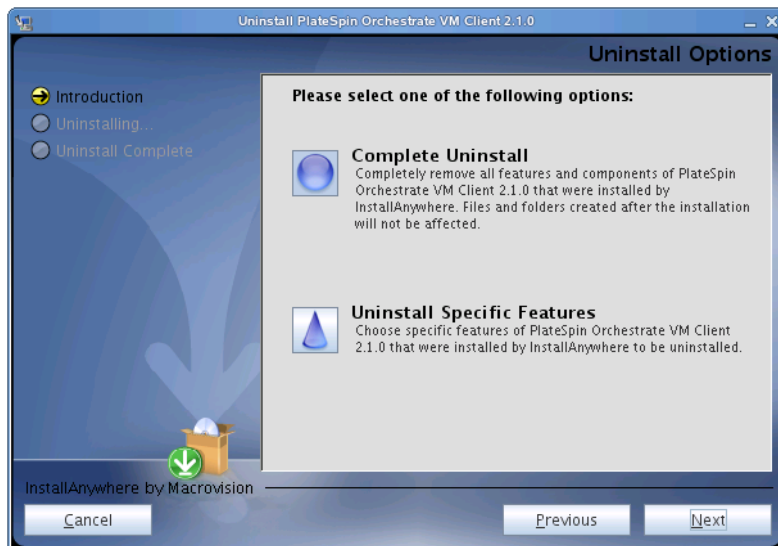 Uninstall PlateSpin Orchestrate VM Client 2.1.0
Uninstall Options
Introduction
Uninstalling...
Uninstall Complete
Please select one of the following options:
Complete Uninstall
Completely remove all features and components of PlateSpin
Orchestrate VM Client 2.1.0 that were installed by
InstallAnywhere. Files and folders created after the installation
will not be affected.
Uninstall Specific Features
Choose specific features of PlateSpin Orchestrate VM Client
2.1.0 that were installed by InstallAnywhere to be uninstalled.
InstallAnywhere by Macrovision
Cancel
Previous
Next